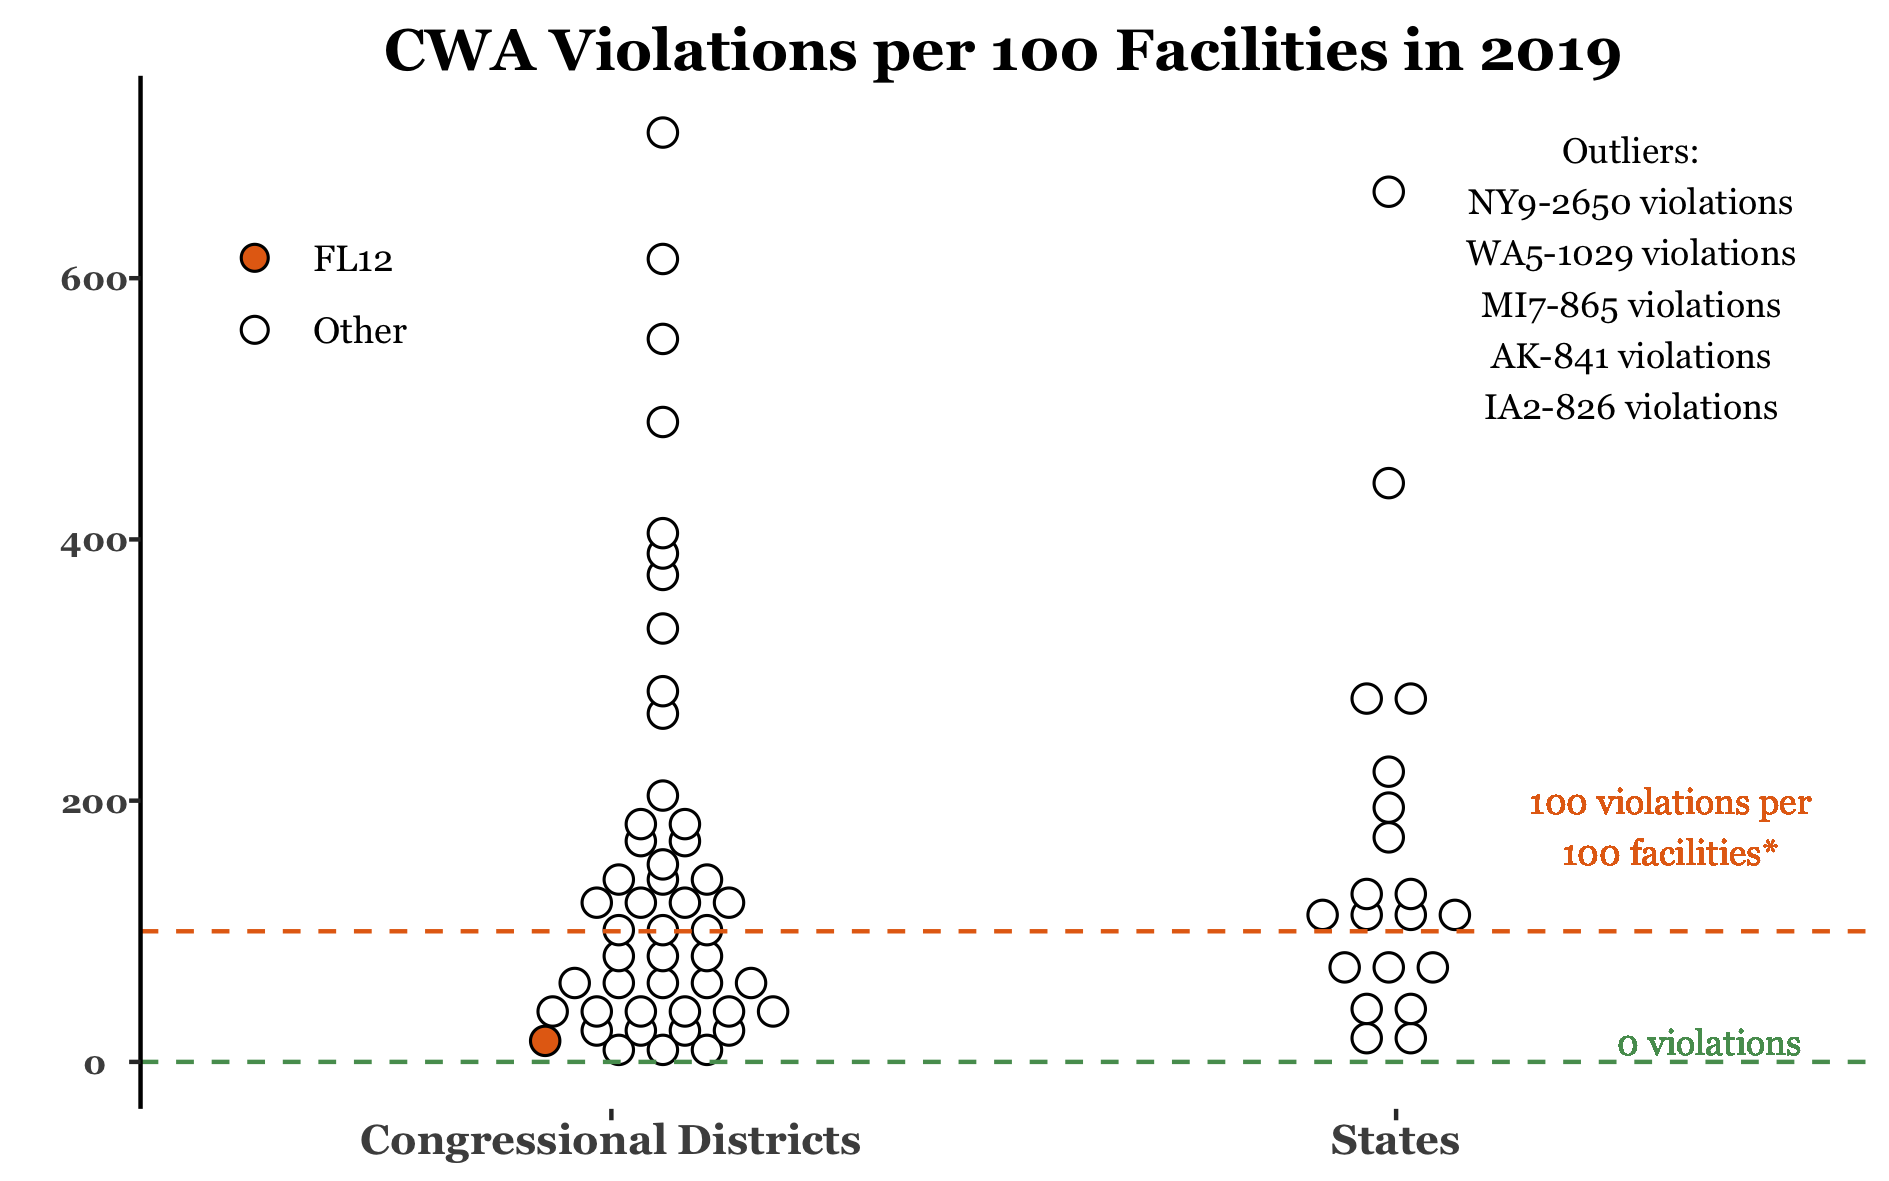 CWA Violations per 100 Facilities in 2019
Outliers:
NY9-2650 violations
WA5-1029 violations
MI7-865 violations
AK-841 violations
IA2-826 violations
FL12
Other
600
400
200
0
100 violations per
100 facilities*
0 violations
Congressional Districts
States